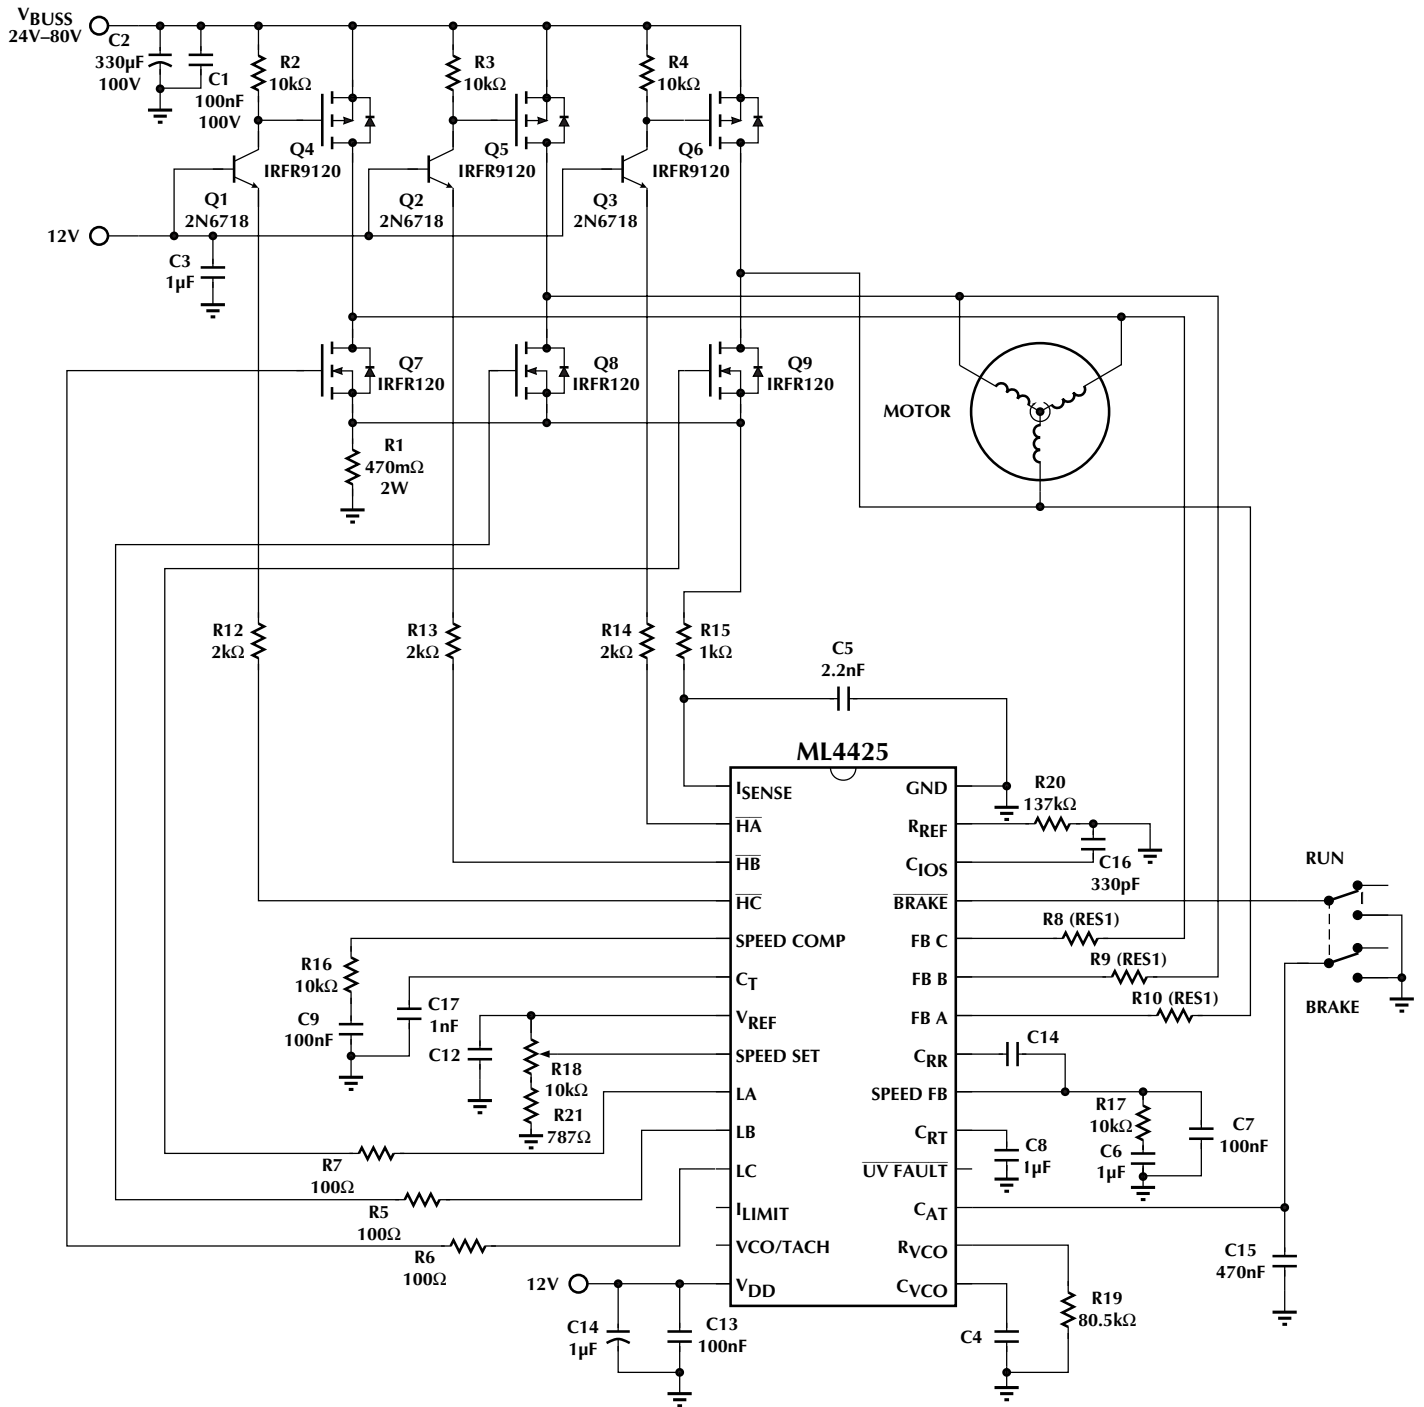 VBUSS
24V–80V
C2
330µF
100V
C1
100nF
100V
R2
10kΩ
R3
10kΩ
R4
10kΩ
Q4
IRFR9120
Q5
IRFR9120
Q6
IRFR9120
Q1
2N6718
Q2
2N6718
Q3
2N6718
12V
C3
1µF
Q7
IRFR120
Q8
IRFR120
Q9
IRFR120
MOTOR
R1
470mΩ
2W
R12
2kΩ
R13
2kΩ
R14
2kΩ
R15
1kΩ
C5
2.2nF
ML4425
ISENSE
HA
HB
HC
SPEED COMP
CT
VREF
SPEED SET
LA
LB
LC
ILIMIT
VCO/TACH
VDD
GND
RREF
CIOS
BRAKE
FB C
FB B
FB A
CRR
SPEED FB
CRT
UV FAULT
CAT
RVCO
CVCO
R20
137kΩ
C16
330pF
RUN
BRAKE
R8 (RES1)
R9 (RES1)
R10 (RES1)
R16
10kΩ
C9
100nF
C17
1nF
C12
R18
10kΩ
R21
787Ω
C14
R17
10kΩ
C6
1µF
C7
100nF
C8
1µF
R7
100Ω
R5
100Ω
R6
100Ω
12V
C14
1µF
C13
100nF
C4
R19
80.5kΩ
C15
470nF